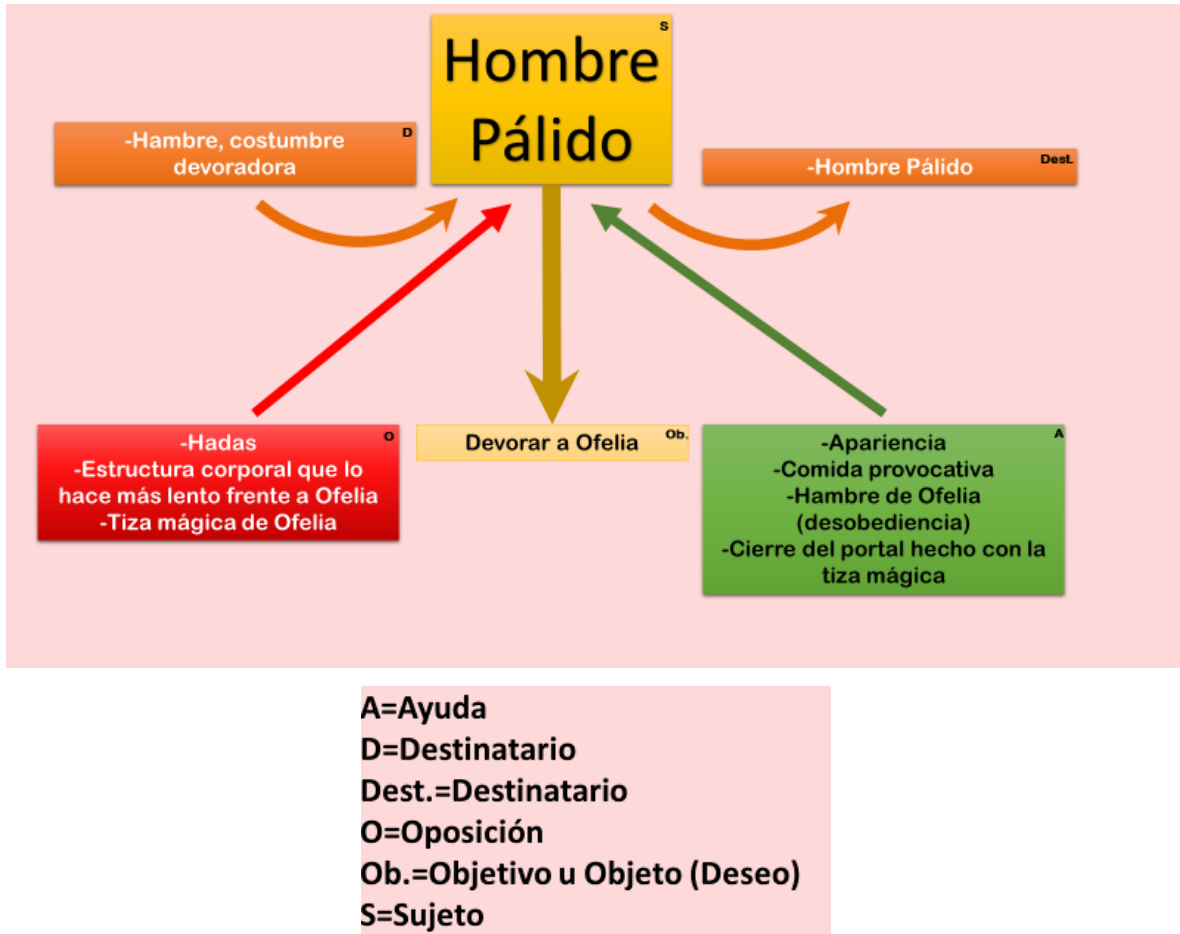 S
Hombre
Pálido
D
-Hambre, costumbre
devoradora
Dest.
-Hombre Pálido
O
-Hadas
-Estructura corporal que lo
hace más lento frente a Ofelia
-Tiza mágica de Ofelia
Ob.
Devorar a Ofelia
A
-Apariencia
-Comida provocativa
-Hambre de Ofelia
(desobediencia)
-Cierre del portal hecho con la
tiza mágica
A=Ayuda
D=Destinatario
Dest.=Destinatario
O=Oposición
Ob.=Objetivo u Objeto (Deseo)
S=Sujeto